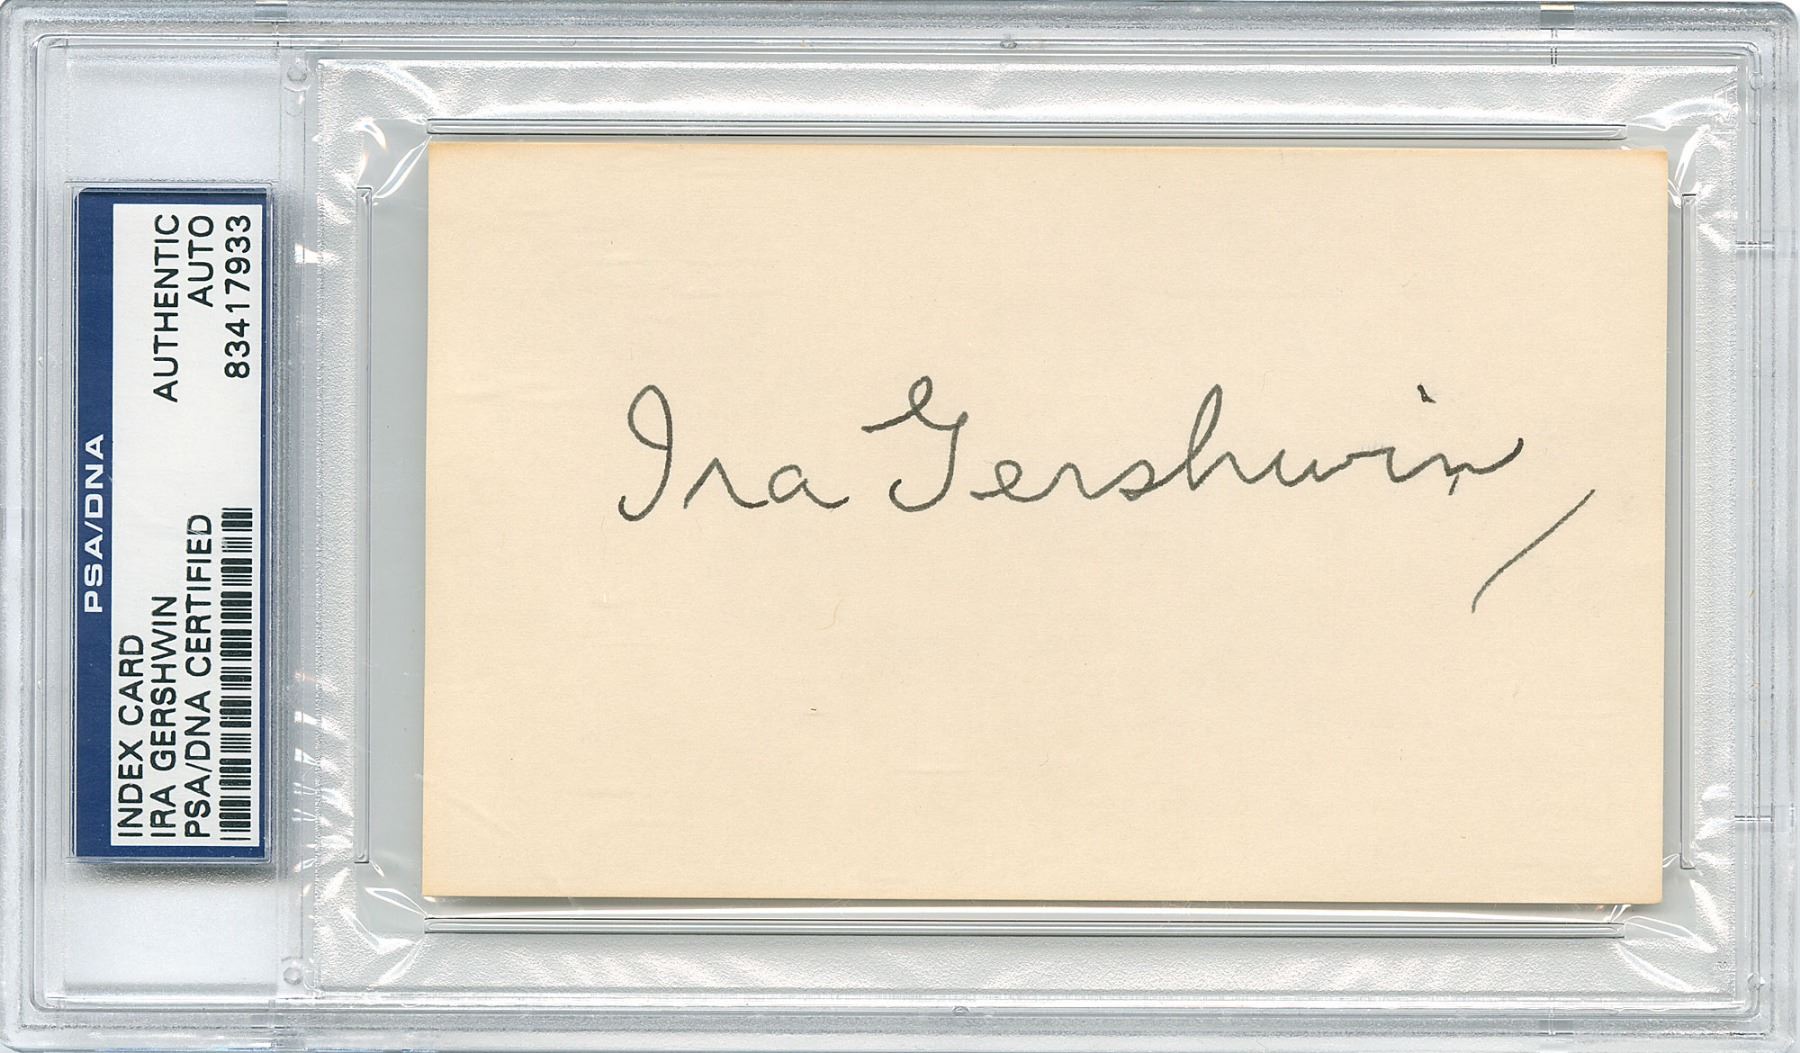 PSA/DNA
INDEX CARD
IRA GERSHWIN
PSA/DNA CERTIFIED
AUTHENTIC
AUTO
83417933
Ira Gershwin